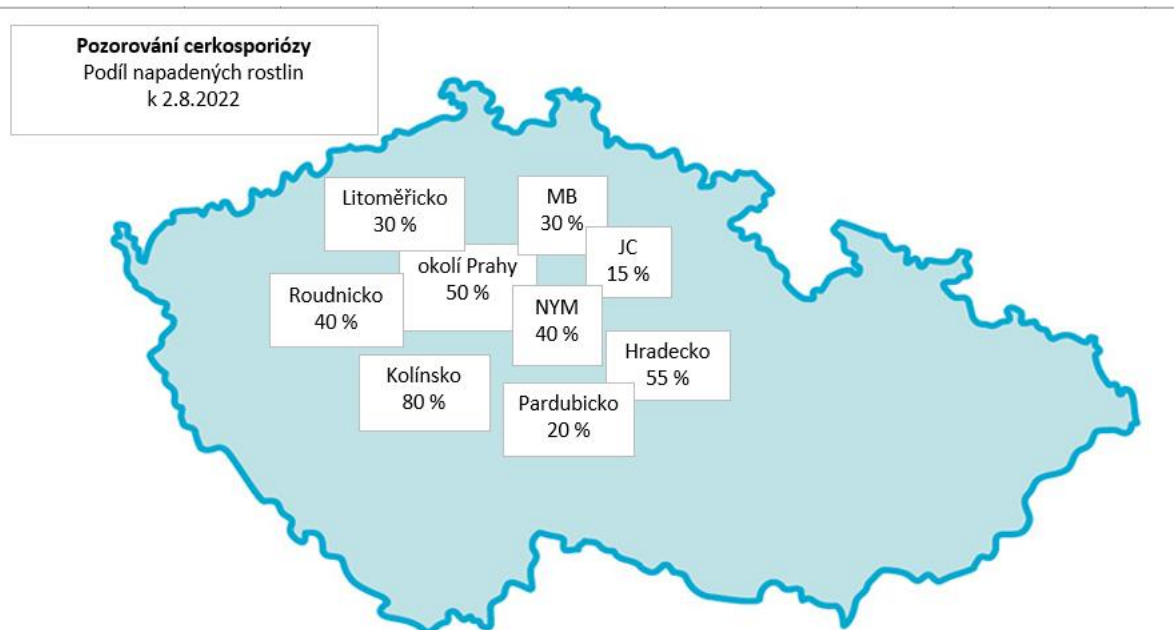 Pozorování cerkosporiózy
Podíl napadených rostlin
k 2.8.2022
Litoměřicko
30 %
MB
30 %
JC
15 %
okolí Prahy
50 %
Roudnicko
40 %
NYM
40 %
Hradecko
55 %
Kolínsko
80 %
Pardubicko
20 %